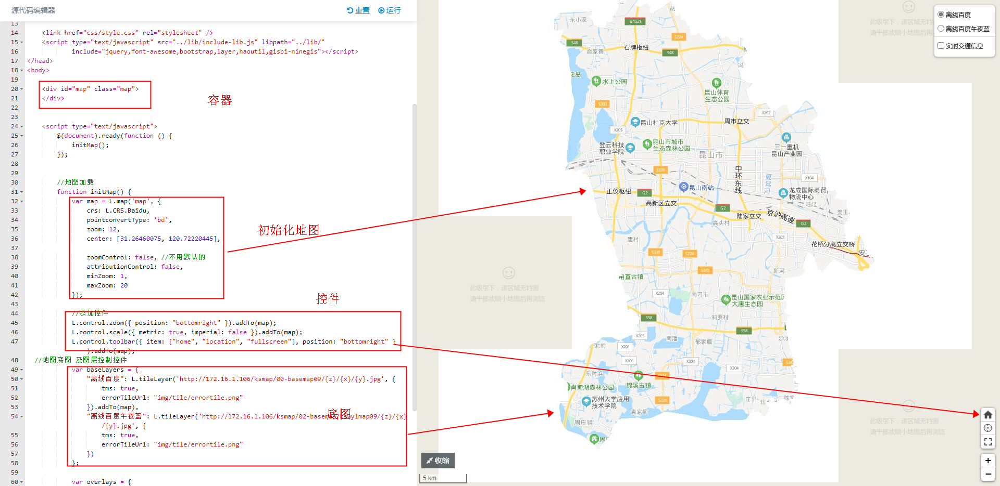 源代码编辑器
重置
运行
13
14 <link href="css/style.css" rel="stylesheet" />
15 <script type="text/javascript" src="../lib/include-lib.js" libpath="../lib/"
16 include="jquery,font-awesome,bootstrap,layer,haoutil,gisbi-ninegis"></script>
17 </head>
18 <body>
19
20 <div id="map" class="map">
21 </div>
容器
22
23
24 <script type="text/javascript">
25 $(document).ready(function () {
26 initMap();
27 });
28
29
30 //地图加载
31 function initMap() {
32 var map = L.map('map', {
33 crs: L.CRS.Baidu,
34 pointconvertType: 'bd',
35 zoom: 12,
36 center: [31.26460075, 120.72220445],
初始化地图
37
38 zoomControl: false, //不用默认的
39 attributionControl: false,
40 minZoom: 1,
41 maxZoom: 20
42 });
控件
43
44 //添加控件
45 L.control.zoom({ position: "bottomright" }).addTo(map);
46 L.control.scale({ metric: true, imperial: false }).addTo(map);
47 L.control.toolbar({ item: ["home", "location", "fullscreen"], position: "bottomright" }
).addTo(map);
48 //地图底图 及图层控制控件
49 var baseLayers = {
50 "离线百度": L.tileLayer('http://172.16.1.106/ksmap/00-basemap09/{z}/{x}/{y}.jpg', {
51 tms: true,
52 errorTileUrl: "img/tile/errortile.png"
53 }).addTo(map),
底图
54 "离线百度午夜蓝": L.tileLayer('http://172.16.1.106/ksmap/02-basemap/kswylmap09/{z}/{x}
/{y}.jpg', {
55 tms: true,
56 errorTileUrl: "img/tile/errortile.png"
57 })
58 };
59
60 var overlays = {
离线百度
离线百度午夜蓝
实时交通信息
此级别下，该区域无地
请平移或缩小地图后再
东小溪
G1521
S224
S48
俞家巷
石牌枢纽
S48
冯
花岛
水上公园
昆山体育
生态公园
S303
X202
昆山杜克大学
周市立交
X205
登云科技
职业学院
昆山市城市
生态森林公园
三一重机
昆山产业园
昆山市
S339
中环东线
夏驾河
X104
昆山南站
龙成国际商贸
物流中心
正仪枢纽
G2
高新区立交
G2
旺泾
姜王
陆家立交
京沪高速
G2
高头村
X203
唐村
花桥分离立交桥
安
S339
S224
S343
新河
甪直古镇
此级别下，该区域无地图
请平移或缩小地图后再浏览
X204
南刁市
昆山国家农业示范区
大唐生态园
S58
斜罗村
S58
X205
南潘
郁家堰
沙
北前
X201
X206
X304
X304
东对浜
肖甸湖森林公园
锦溪古镇
苏州大学应用
技术学院
S224
庄里
袁家甸
周庄镇
此级别下，该区域无地图
请平移或缩小地图后再浏览
收缩
5 km
+
−